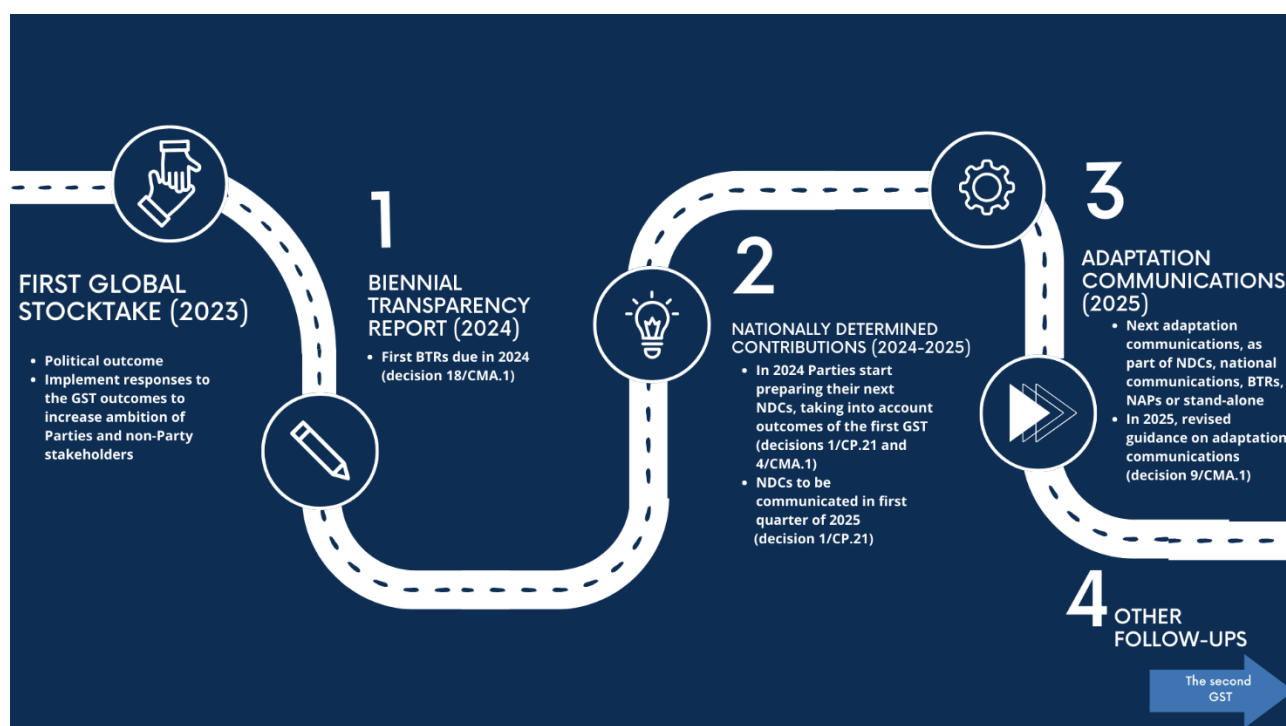 FIRST GLOBAL
STOCKTAKE (2023)
• Political outcome
• Implement responses to
the GST outcomes to
increase ambition of
Parties and non-Party
stakeholders
1
BIENNIAL
TRANSPARENCY
REPORT (2024)
• First BTRs due in 2024
(decision 18/CMA.1)
2
NATIONALLY DETERMINED
CONTRIBUTIONS (2024-2025)
• In 2024 Parties start
preparing their next
NDCs, taking into account
outcomes of the first GST
(decisions 1/CP.21 and
4/CMA.1)
• NDCs to be
communicated in first
quarter of 2025
(decision 1/CP.21)
3
ADAPTATION
COMMUNICATIONS
(2025)
• Next adaptation
communications, as
part of NDCs, national
communications, BTRs,
NAPs or stand-alone
• In 2025, revised
guidance on adaptation
communications
(decision 9/CMA.1)
4
OTHER
FOLLOW-UPS
The second
GST